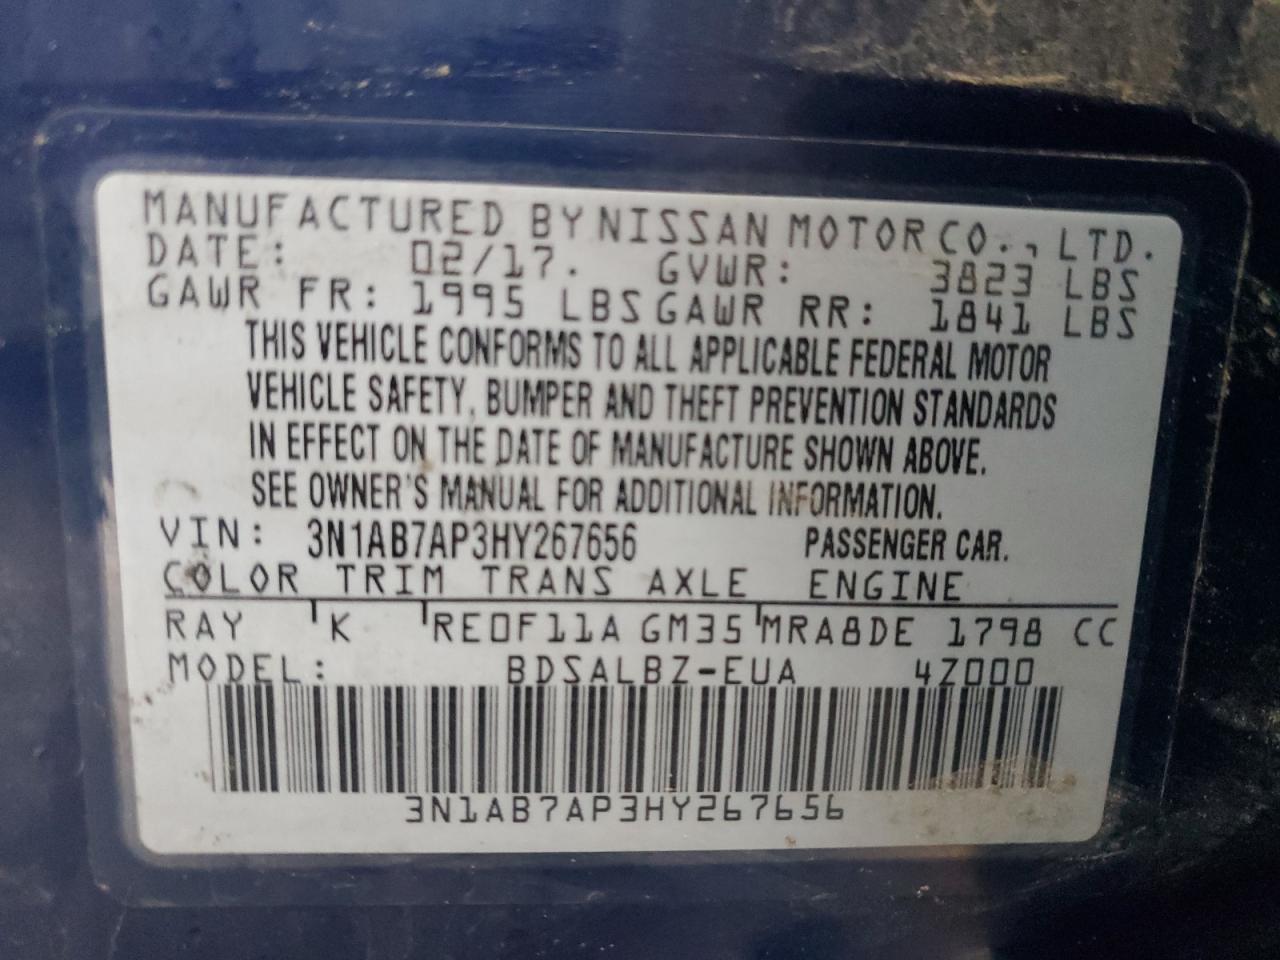 MANUFACTURED BY NISSAN MOTOR CO., LTD.
DATE: 02/17. GVWR: 3823 LBS
GAWR FR: 1995 LBS GAWR RR: 1841 LBS
THIS VEHICLE CONFORMS TO ALL APPLICABLE FEDERAL MOTOR
VEHICLE SAFETY, BUMPER AND THEFT PREVENTION STANDARDS
IN EFFECT ON THE DATE OF MANUFACTURE SHOWN ABOVE.
SEE OWNER'S MANUAL FOR ADDITIONAL INFORMATION.
VIN: 3N1AB7AP3HY267656 PASSENGER CAR.
COLOR TRIM TRANS AXLE ENGINE
RAY K RE0F11A GM35 MRA8DE 1798 CC
MODEL: BDSALBZ-EUA 4Z000
3N1AB7AP3HY267656